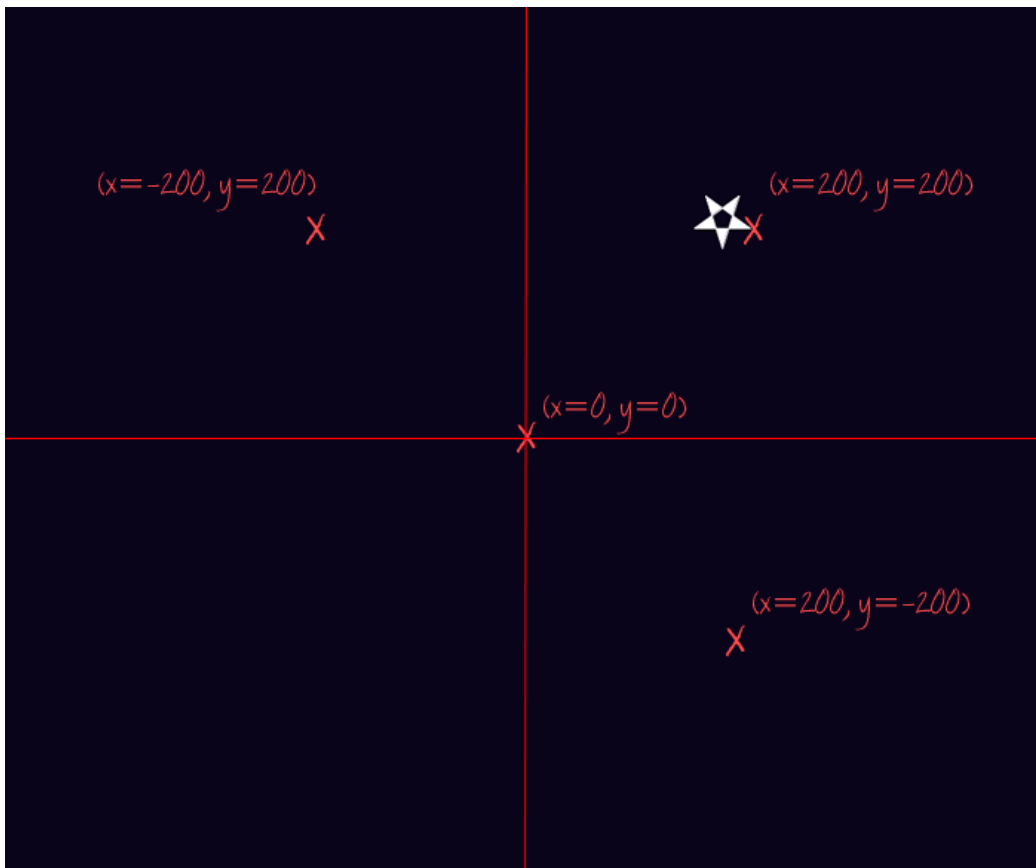 (x=-200, y=200)
(x=200, y=200)
X
X
(x=0, y=0)
X
(x=200, y=-200)
X